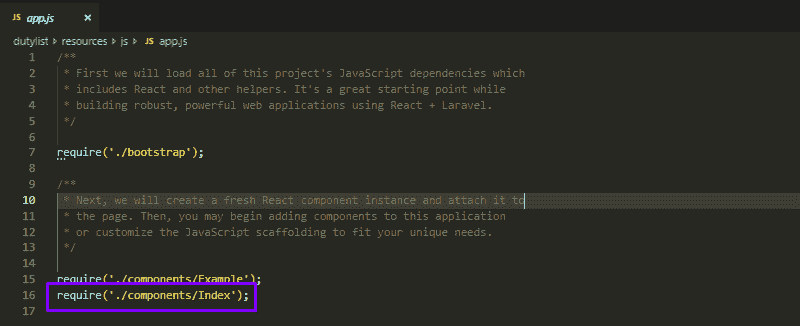 JS app.js ×
dutylist › resources › js › JS app.js
1 /**
2 * First we will load all of this project's JavaScript dependencies which
3 * includes React and other helpers. It's a great starting point while
4 * building robust, powerful web applications using React + Laravel.
5 */
6
7 require('./bootstrap');
8
9 /**
10 * Next, we will create a fresh React component instance and attach it to
11 * the page. Then, you may begin adding components to this application
12 * or customize the JavaScript scaffolding to fit your unique needs.
13 */
14
15 require('./components/Example');
16 require('./components/Index');
17